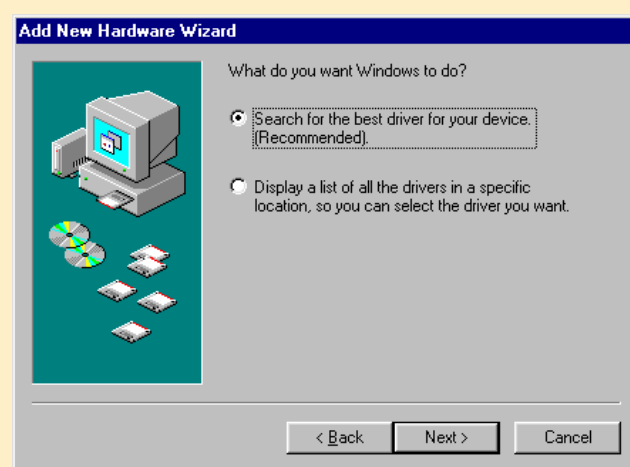 Add New Hardware Wizard
What do you want Windows to do?
Search for the best driver for your device.
(Recommended).
Display a list of all the drivers in a specific
location, so you can select the driver you want.
< Back
Next >
Cancel